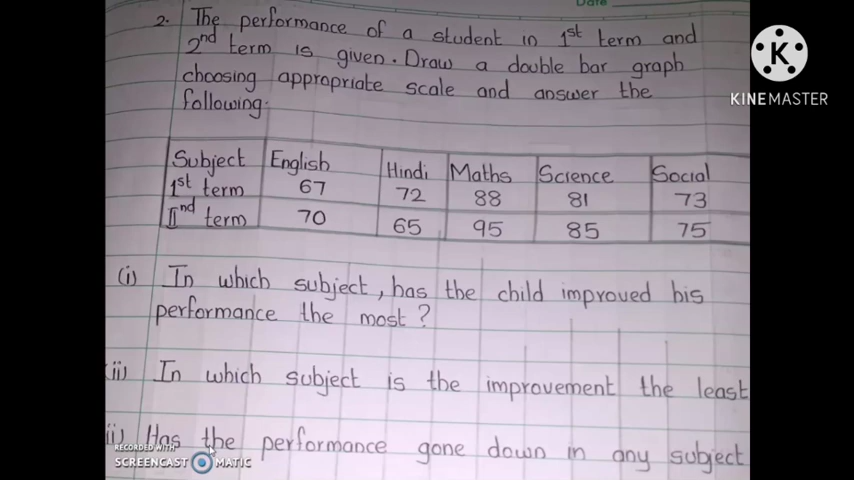 Date
2. The performance of a student in 1st term and
2nd term is given. Draw a double bar graph
choosing appropriate scale and answer the
following.
KINEMASTER
Subject English Hindi Maths Science Social
1st term 67 72 88 81 73
IInd term 70 65 95 85 75
(i) In which subject, has the child improved his
performance the most?
ii) In which subject is the improvement the least
ii) Has the performance gone down in any subject
RECORDED WITH
SCREENCAST MATIC